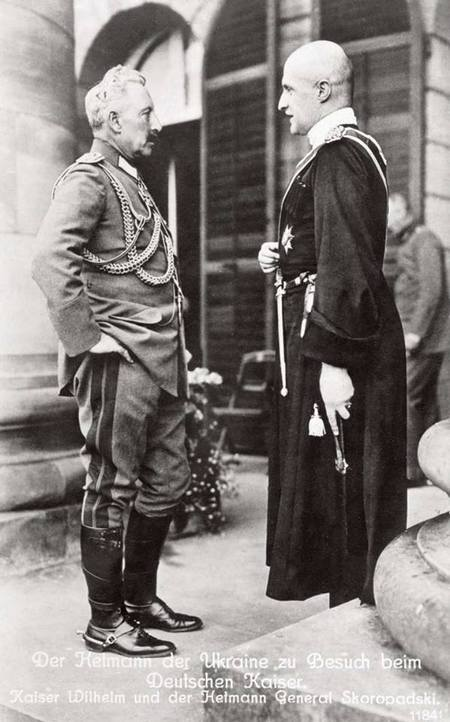 Der Hetmann der Ukraine zu Besuch beim
Deutschen Kaiser.
Kaiser Wilhelm und der Hetmann General Skoropadski.
11841